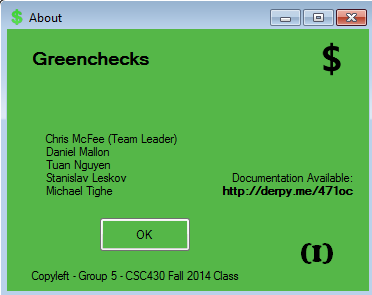 About
Greenchecks
$
Chris McFee (Team Leader)
Daniel Mallon
Tuan Nguyen
Stanislav Leskov
Michael Tighe
Documentation Available:
http://derpy.me/471oc
OK
(I)
Copyleft - Group 5 - CSC430 Fall 2014 Class